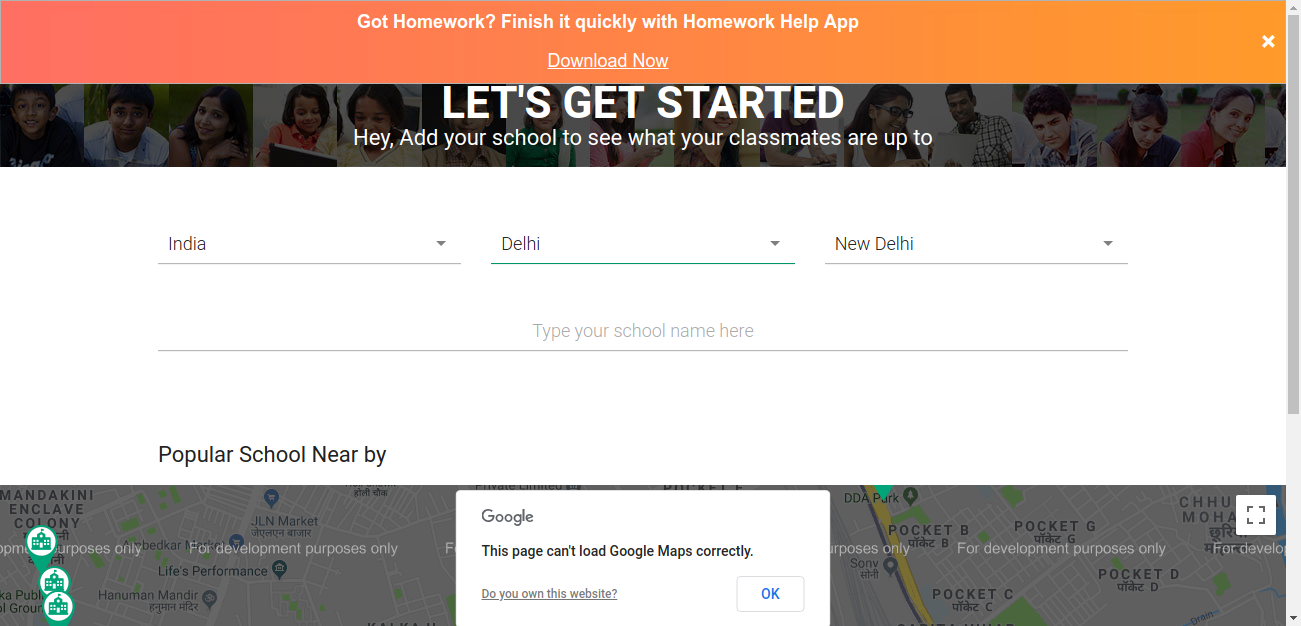 Got Homework? Finish it quickly with Homework Help App
×
Download Now
LET'S GET STARTED
Hey, Add your school to see what your classmates are up to
India
Delhi
New Delhi
Type your school name here
Popular School Near by
MANDAKINI
ENCLAVE
COLONY
होली चौक
JLN Market
जेएलएन बाजार
For development purposes only
Life's Performance
Hanuman Mandir
हनुमान मंदिर
Google
This page can't load Google Maps correctly.
Do you own this website?
OK
DDA Park
POCKET B
पॉकेट B
POCKET G
पॉकेट G
For development purposes only
Sony
सोनी
POCKET D
पॉकेट D
POCKET C
पॉकेट C
Drain